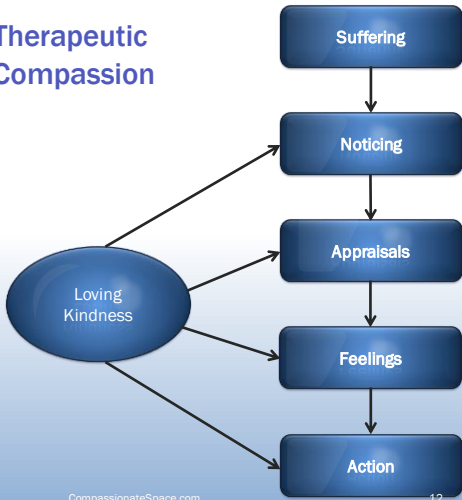 Therapeutic
Compassion
Suffering
Noticing
Appraisals
Loving
Kindness
Feelings
Action
CompassionateSpace.com
12